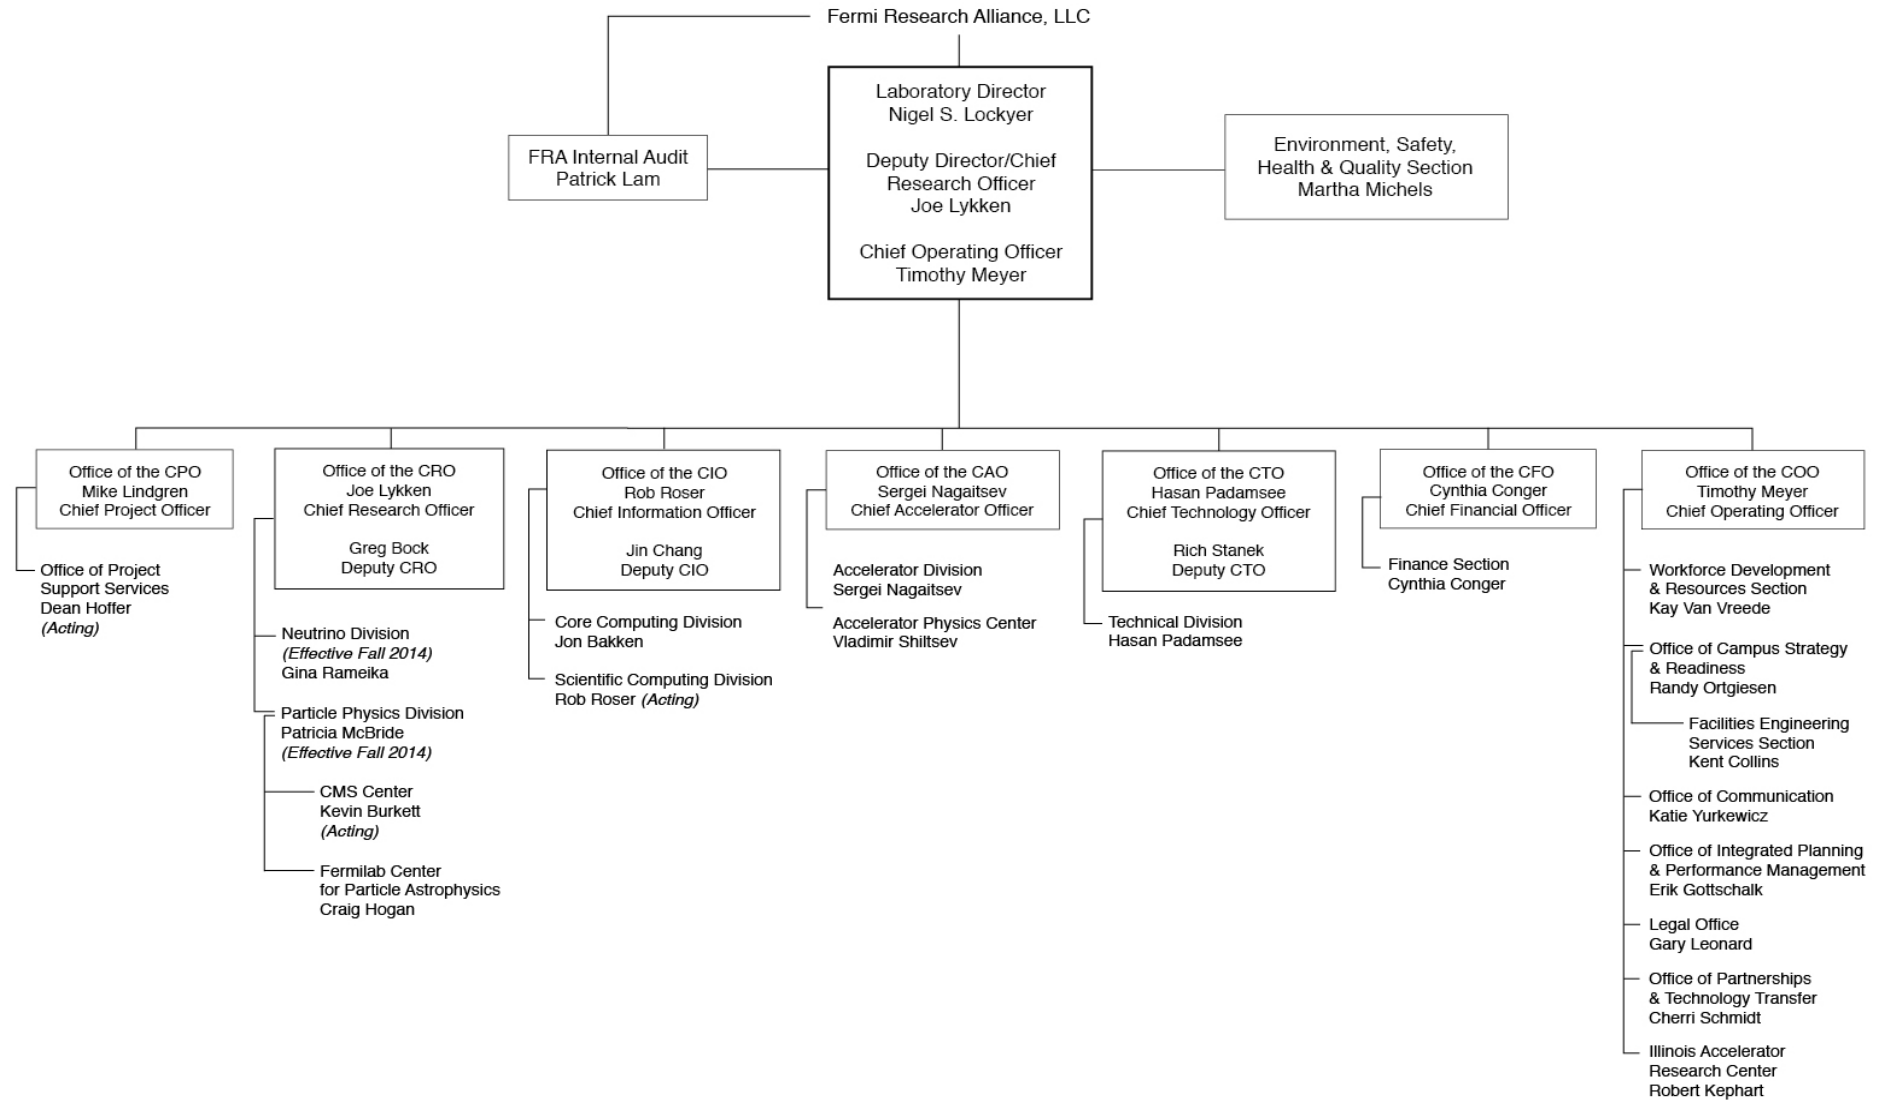 Fermi Research Alliance, LLC
Laboratory Director
Nigel S. Lockyer
Deputy Director/Chief
Research Officer
Joe Lykken
Chief Operating Officer
Timothy Meyer
FRA Internal Audit
Patrick Lam
Environment, Safety,
Health & Quality Section
Martha Michels
Office of the CPO
Mike Lindgren
Chief Project Officer
Office of Project
Support Services
Dean Hoffer
(Acting)
Office of the CRO
Joe Lykken
Chief Research Officer
Greg Bock
Deputy CRO
Neutrino Division
(Effective Fall 2014)
Gina Rameika
Particle Physics Division
Patricia McBride
(Effective Fall 2014)
CMS Center
Kevin Burkett
(Acting)
Fermilab Center
for Particle Astrophysics
Craig Hogan
Office of the CIO
Rob Roser
Chief Information Officer
Jin Chang
Deputy CIO
Core Computing Division
Jon Bakken
Scientific Computing Division
Rob Roser (Acting)
Office of the CAO
Sergei Nagaitsev
Chief Accelerator Officer
Accelerator Division
Sergei Nagaitsev
Accelerator Physics Center
Vladimir Shiltsev
Office of the CTO
Hasan Padamsee
Chief Technology Officer
Rich Stanek
Deputy CTO
Technical Division
Hasan Padamsee
Office of the CFO
Cynthia Conger
Chief Financial Officer
Finance Section
Cynthia Conger
Office of the COO
Timothy Meyer
Chief Operating Officer
Workforce Development
& Resources Section
Kay Van Vreede
Office of Campus Strategy
& Readiness
Randy Ortgiesen
Facilities Engineering
Services Section
Kent Collins
Office of Communication
Katie Yurkewicz
Office of Integrated Planning
& Performance Management
Erik Gottschalk
Legal Office
Gary Leonard
Office of Partnerships
& Technology Transfer
Cherri Schmidt
Illinois Accelerator
Research Center
Robert Kephart